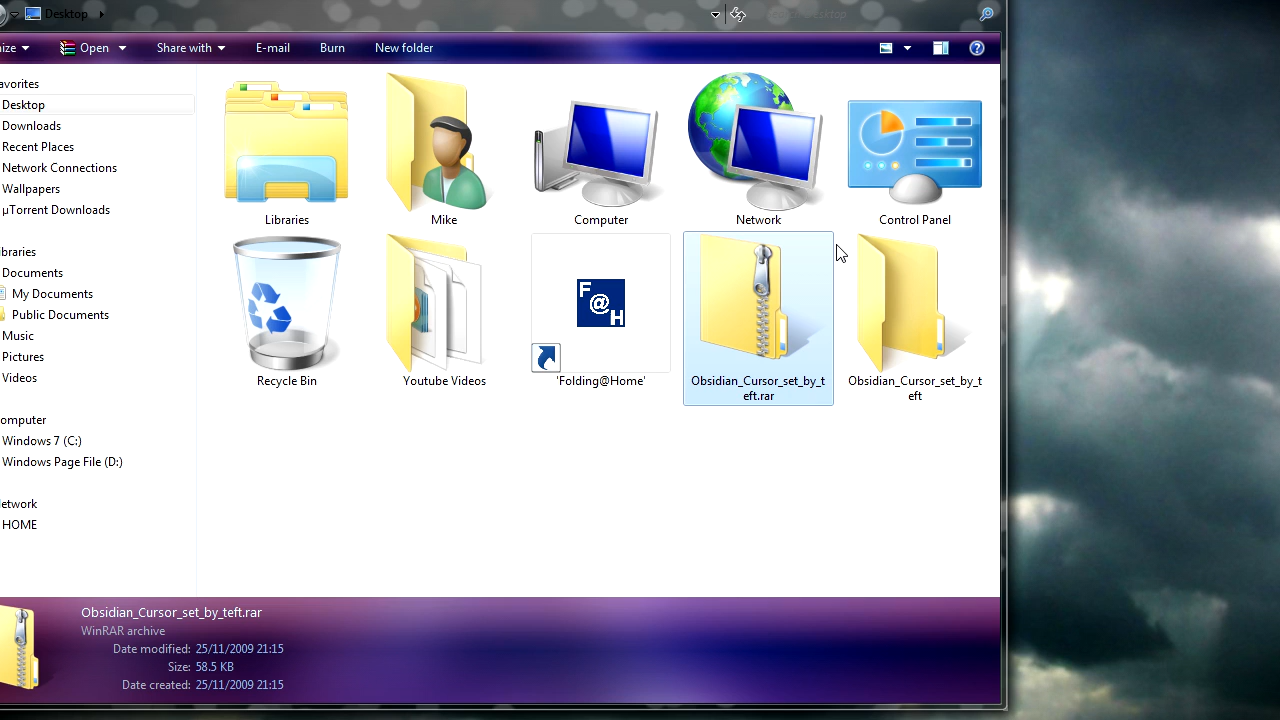 Desktop
ize Open Share with E-mail Burn New folder
avorites
Desktop
Downloads
Recent Places
Network Connections
Wallpapers
µTorrent Downloads
ibraries
Documents
My Documents
Public Documents
Music
Pictures
Videos
omputer
Windows 7 (C:)
Windows Page File (D:)
etwork
HOME
Libraries
Mike
Computer
Network
Control Panel
Recycle Bin
Youtube Videos
F
@
H
'Folding@Home'
Obsidian_Cursor_set_by_t
eft.rar
Obsidian_Cursor_set_by_t
eft
Obsidian_Cursor_set_by_teft.rar
WinRAR archive
Date modified: 25/11/2009 21:15
Size: 58.5 KB
Date created: 25/11/2009 21:15